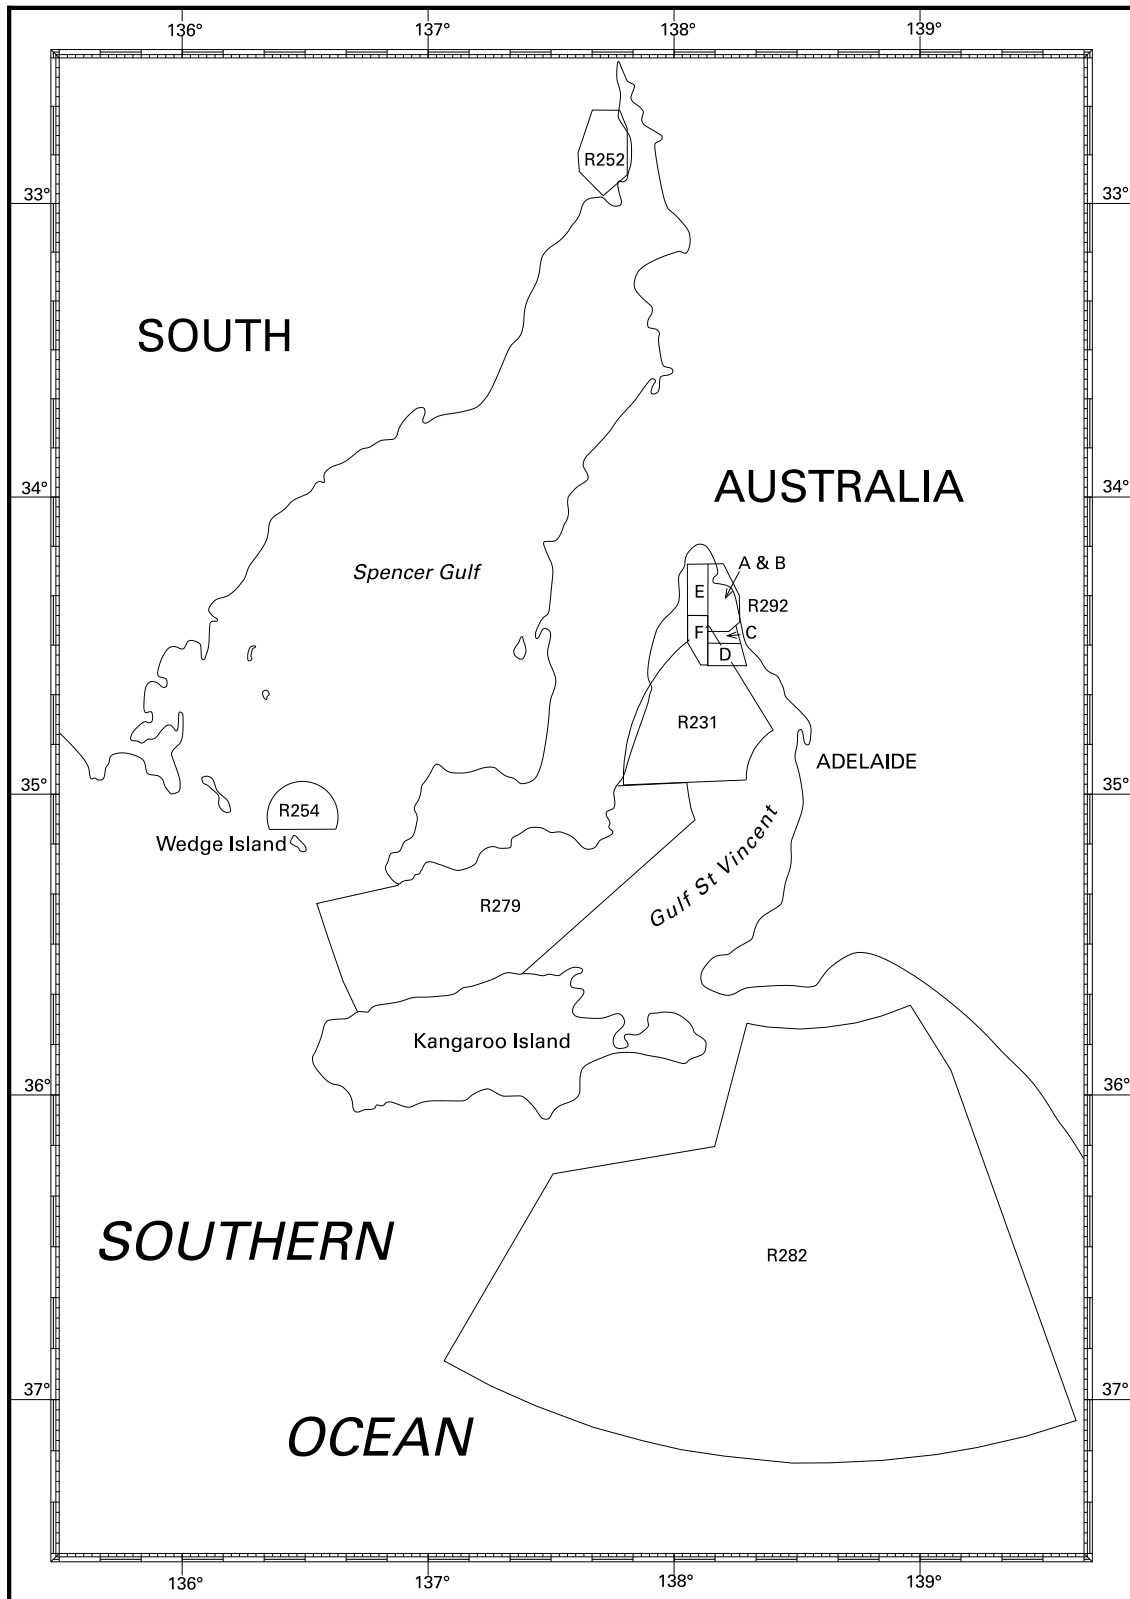 136°
137°
138°
139°
R252
33°
33°
SOUTH
34°
34°
AUSTRALIA
A & B
Spencer Gulf
E
R292
F
C
D
R231
ADELAIDE
35°
35°
R254
Wedge Island
Gulf St Vincent
R279
Kangaroo Island
36°
36°
SOUTHERN
R282
37°
37°
OCEAN
136°
137°
138°
139°